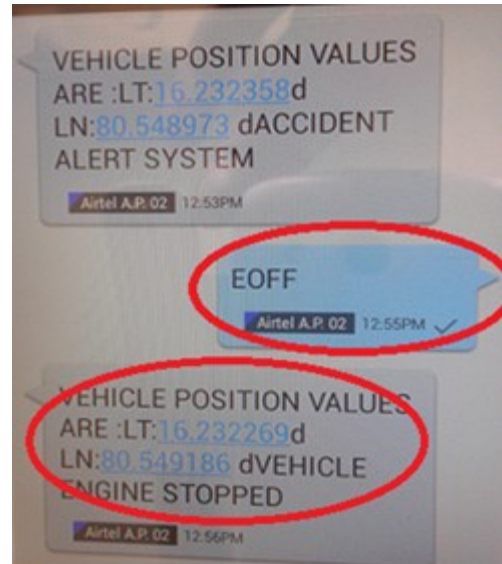 VEHICLE POSITION VALUES
ARE :LT:16.232358d
LN:80.548973 dACCIDENT
ALERT SYSTEM
Airtel A.P. 02 12:53PM
EOFF
Airtel A.P. 02 12:55PM
VEHICLE POSITION VALUES
ARE :LT:16.232269d
LN:80.549186 dVEHICLE
ENGINE STOPPED
Airtel A.P. 02 12:56PM